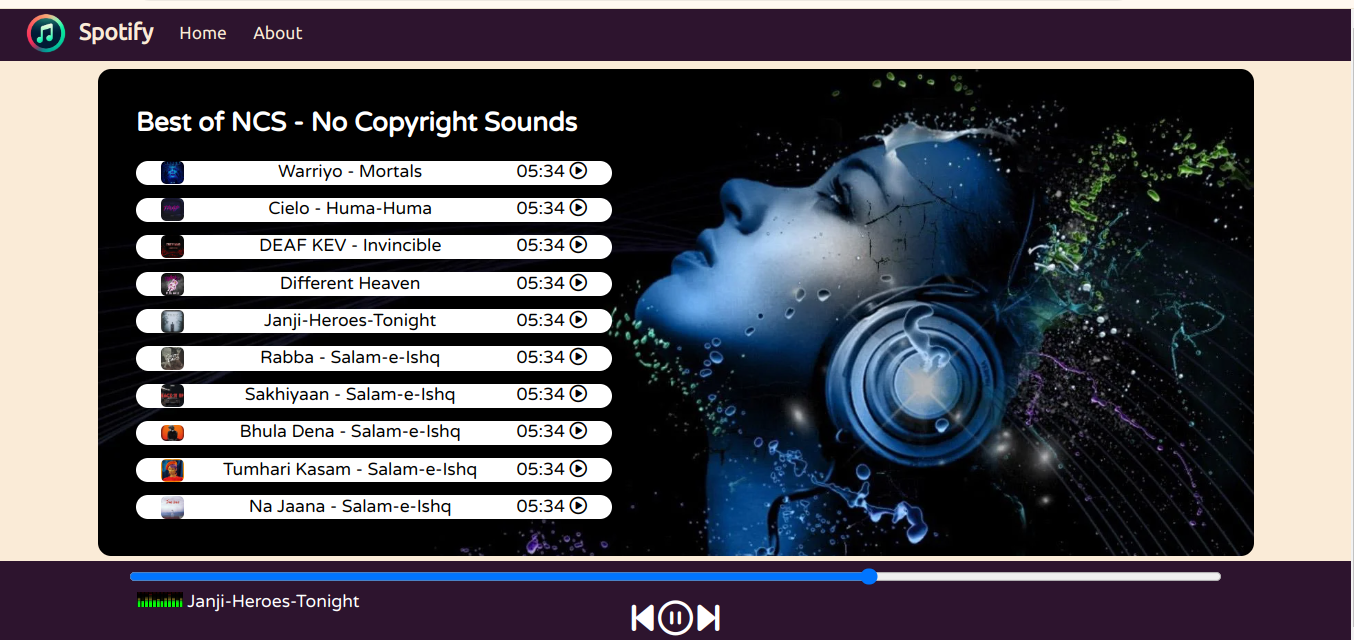 Spotify Home About
Best of NCS - No Copyright Sounds
Warriyo - Mortals 05:34
Cielo - Huma-Huma 05:34
DEAF KEV - Invincible 05:34
Different Heaven 05:34
Janji-Heroes-Tonight 05:34
Rabba - Salam-e-Ishq 05:34
Sakhiyaan - Salam-e-Ishq 05:34
Bhula Dena - Salam-e-Ishq 05:34
Tumhari Kasam - Salam-e-Ishq 05:34
Na Jaana - Salam-e-Ishq 05:34
Janji-Heroes-Tonight